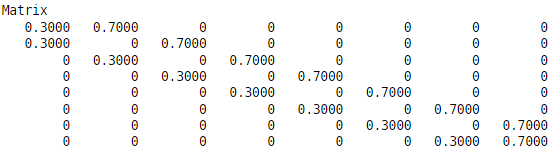 Matrix
0.3000 0.7000 0 0 0 0 0 0
0.3000 0 0.7000 0 0 0 0 0
0 0.3000 0 0.7000 0 0 0 0
0 0 0.3000 0 0.7000 0 0 0
0 0 0 0.3000 0 0.7000 0 0
0 0 0 0 0.3000 0 0.7000 0
0 0 0 0 0 0.3000 0 0.7000
0 0 0 0 0 0 0.3000 0.7000